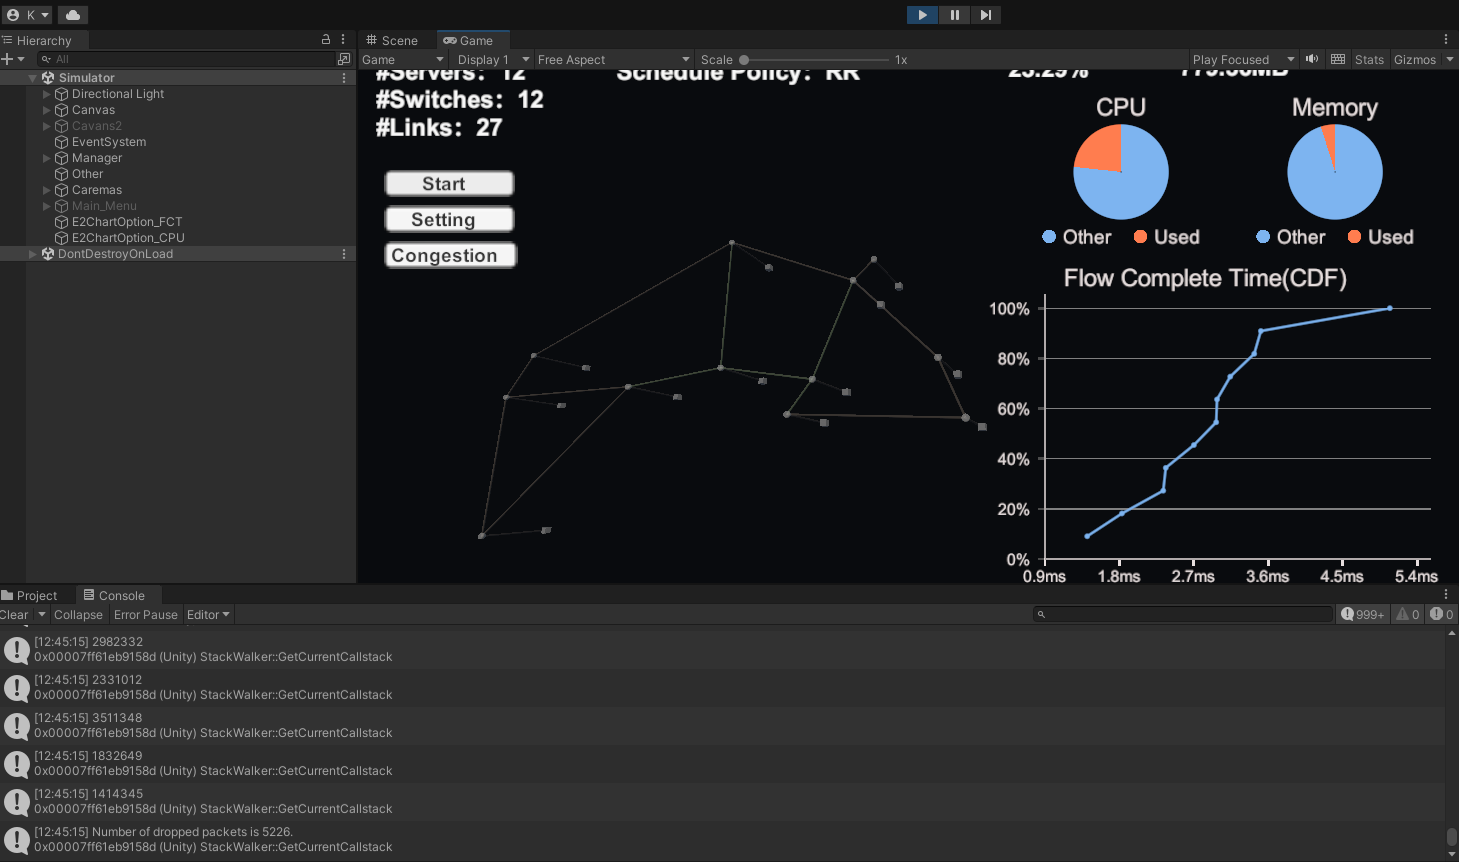 K
Hierarchy
Scene
Game
All
Game
Display 1
Free Aspect
Scale
1x
Play Focused
Stats
Gizmos
Simulator
Directional Light
Canvas
Cavans2
EventSystem
Manager
Other
Caremas
Main_Menu
E2ChartOption_FCT
E2ChartOption_CPU
DontDestroyOnLoad
#Servers: 12
Schedule Policy: RR
23.29%
#Switches: 12
#Links: 27
Start
Setting
Congestion
CPU
Memory
Other
Used
Other
Used
Flow Complete Time(CDF)
100%
80%
60%
40%
20%
0%
0.9ms
1.8ms
2.7ms
3.6ms
4.5ms
5.4ms
Project
Console
Clear
Collapse
Error Pause
Editor
999+
0
0
[12:45:15] 2982332
0x00007ff61eb9158d (Unity) StackWalker::GetCurrentCallstack
[12:45:15] 2331012
0x00007ff61eb9158d (Unity) StackWalker::GetCurrentCallstack
[12:45:15] 3511348
0x00007ff61eb9158d (Unity) StackWalker::GetCurrentCallstack
[12:45:15] 1832649
0x00007ff61eb9158d (Unity) StackWalker::GetCurrentCallstack
[12:45:15] 1414345
0x00007ff61eb9158d (Unity) StackWalker::GetCurrentCallstack
[12:45:15] Number of dropped packets is 5226.
0x00007ff61eb9158d (Unity) StackWalker::GetCurrentCallstack